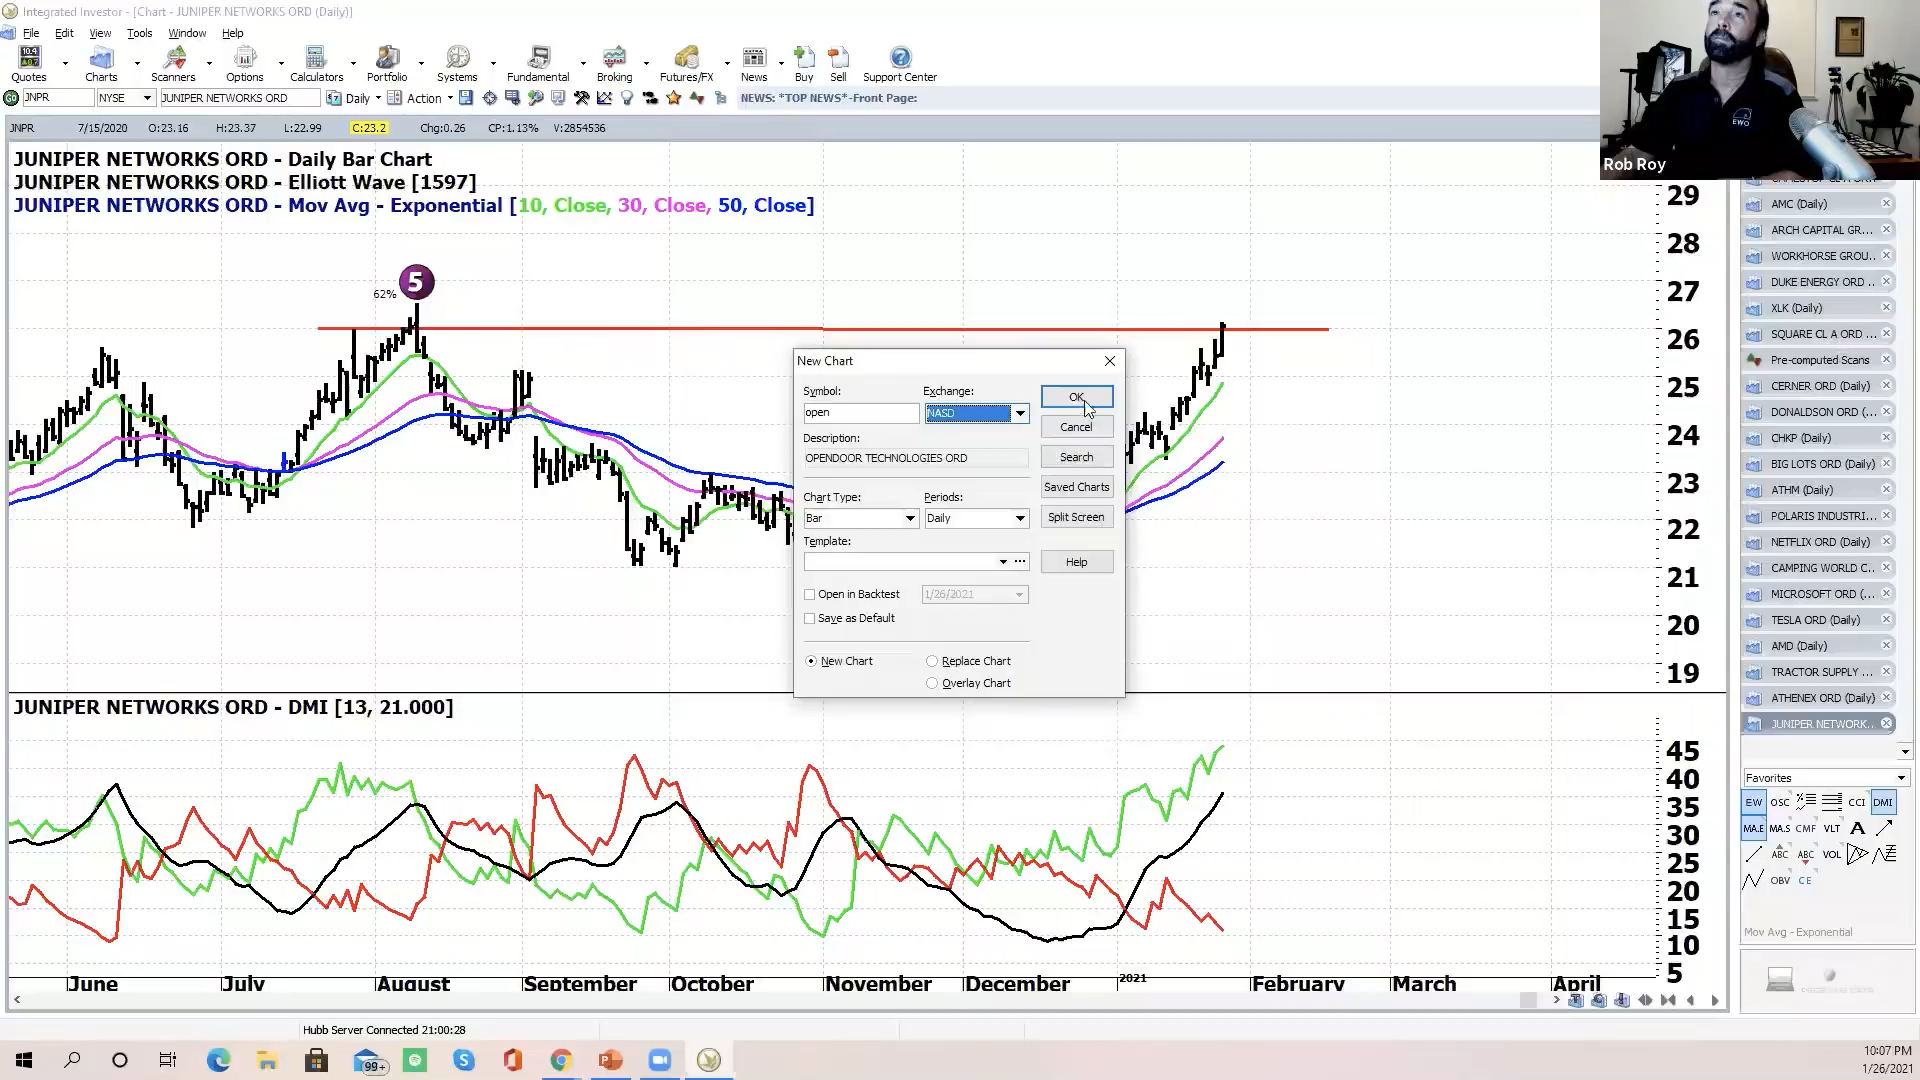 Integrated Investor - [Chart - JUNIPER NETWORKS ORD (Daily)]
File Edit View Tools Window Help
Quotes Charts Scanners Options Calculators Portfolio Systems Fundamental Broking Futures/FX News Buy Sell Support Center
JNPR NYSE JUNIPER NETWORKS ORD Daily Action NEWS: *TOP NEWS*-Front Page:
JNPR 7/15/2020 O:23.16 H:23.37 L:22.99 C:23.2 Chg:0.26 CP:1.13% V:2854536
EWO
Rob Roy
JUNIPER NETWORKS ORD - Daily Bar Chart
JUNIPER NETWORKS ORD - Elliott Wave [1597]
JUNIPER NETWORKS ORD - Mov Avg - Exponential [10, Close, 30, Close, 50, Close]
5
62%
29
28
27
26
25
24
23
22
21
20
19
New Chart
Symbol: Exchange:
open NASD OK
Cancel
Description:
OPENDOOR TECHNOLOGIES ORD Search
Saved Charts
Chart Type: Periods:
Bar Daily Split Screen
Template:
Help
Open in Backtest 1/26/2021
Save as Default
New Chart Replace Chart
Overlay Chart
JUNIPER NETWORKS ORD - DMI [13, 21.000]
45
40
35
30
25
20
15
10
5
June July August September October November December 2021 February March April
AMC (Daily)
ARCH CAPITAL GR...
WORKHORSE GROU..
DUKE ENERGY ORD ..
XLK (Daily)
SQUARE CL A ORD ...
Pre-computed Scans
CERNER ORD (Daily)
DONALDSON ORD (...
CHKP (Daily)
BIG LOTS ORD (Daily)
ATHM (Daily)
POLARIS INDUSTRI...
NETFLIX ORD (Daily)
CAMPING WORLD C...
MICROSOFT ORD (...
TESLA ORD (Daily)
AMD (Daily)
TRACTOR SUPPLY ...
ATHENEX ORD (Daily)
JUNIPER NETWORK..
Favorites
EW OSC CCI DMI
MA.E MA.S CMF VLT A
ABC ABC VOL
OBV CE
Mov Avg - Exponential
Hubb Server Connected 21:00:28
99+
10:07 PM
1/26/2021